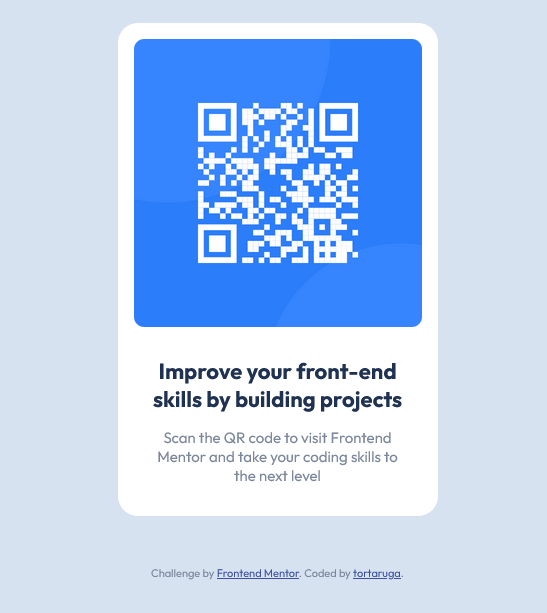 Improve your front-end
skills by building projects
Scan the QR code to visit Frontend
Mentor and take your coding skills to
the next level
Challenge by Frontend Mentor. Coded by tortaruga.